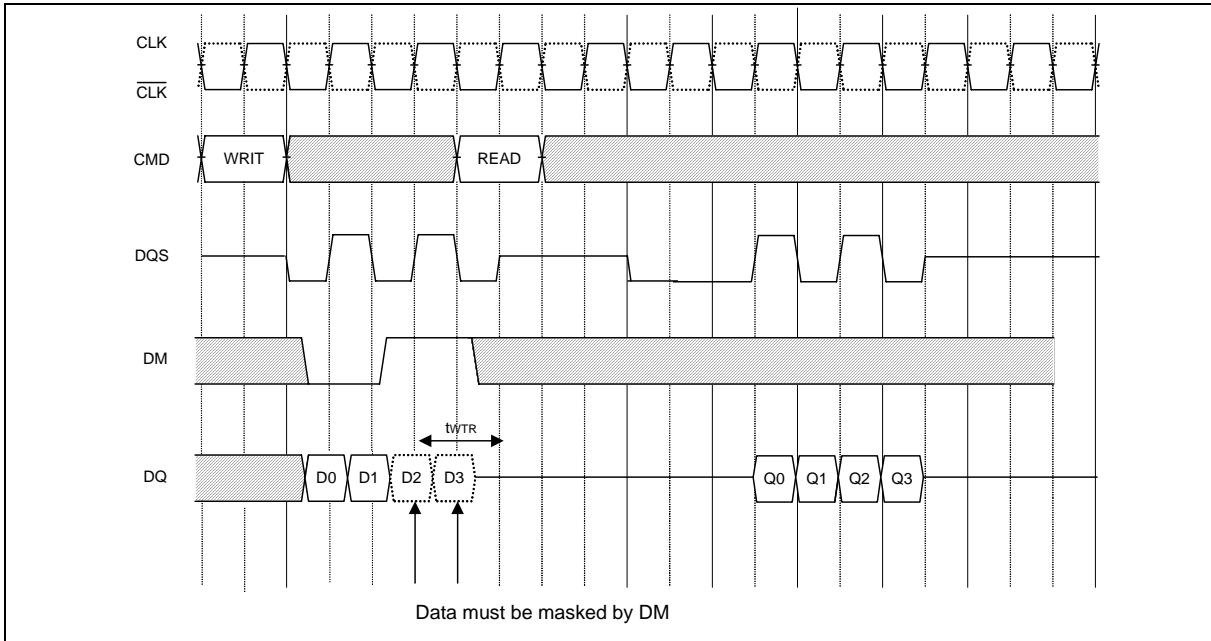 CLK
CLK
CMD WRIT READ
DQS
DM
tWTR
DQ D0 D1 D2 D3 Q0 Q1 Q2 Q3
Data must be masked by DM